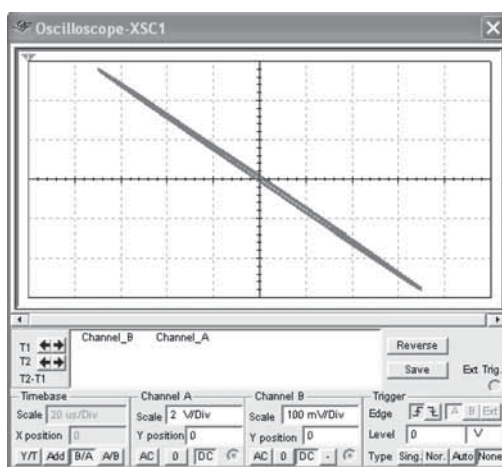 Oscilloscope-XSC1
Channel_B Channel_A
T1
T2
T2-T1
Reverse
Save
Ext Trig.
Timebase
Scale 20 us/Div
X position 0
Y/T Add B/A A/B
Channel A
Scale 2 V/Div
Y position 0
AC 0 DC
Channel B
Scale 100 mV/Div
Y position 0
AC 0 DC -
Trigger
Edge A B Ext
Level 0 V
Type Sing. Nor. Auto None